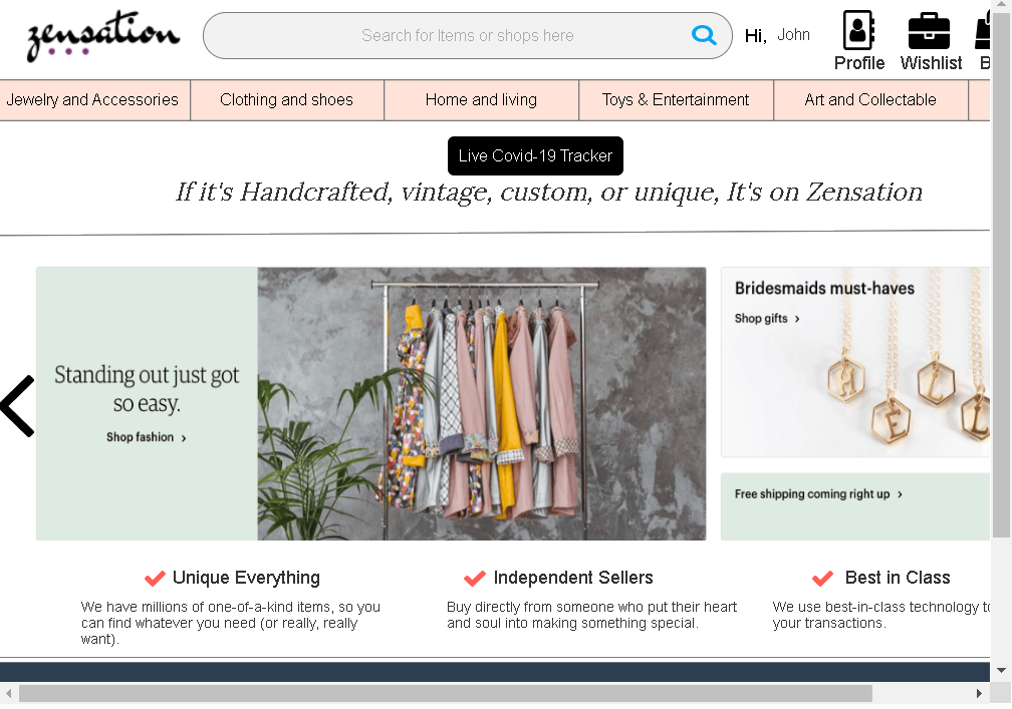 zensation
Search for Items or shops here
Hi, John
Profile
Wishlist
B
Jewelry and Accessories
Clothing and shoes
Home and living
Toys & Entertainment
Art and Collectable
Live Covid-19 Tracker
If it's Handcrafted, vintage, custom, or unique, It's on Zensation
Standing out just got
so easy.
Shop fashion
Bridesmaids must-haves
Shop gifts
H
E
L
L
Free shipping coming right up
Unique Everything
We have millions of one-of-a-kind items, so you
can find whatever you need (or really, really
want).
Independent Sellers
Buy directly from someone who put their heart
and soul into making something special.
Best in Class
We use best-in-class technology to
your transactions.